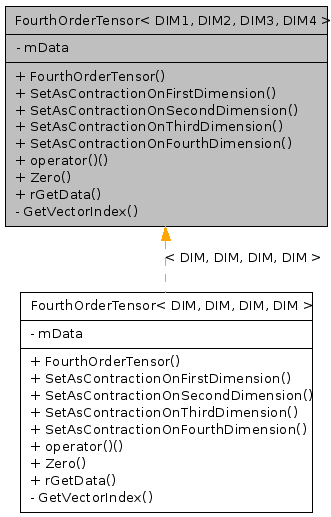 FourthOrderTensor< DIM1, DIM2, DIM3, DIM4 >
- mData
+ FourthOrderTensor()
+ SetAsContractionOnFirstDimension()
+ SetAsContractionOnSecondDimension()
+ SetAsContractionOnThirdDimension()
+ SetAsContractionOnFourthDimension()
+ operator()()
+ Zero()
+ rGetData()
- GetVectorIndex()
< DIM, DIM, DIM, DIM >
FourthOrderTensor< DIM, DIM, DIM, DIM >
- mData
+ FourthOrderTensor()
+ SetAsContractionOnFirstDimension()
+ SetAsContractionOnSecondDimension()
+ SetAsContractionOnThirdDimension()
+ SetAsContractionOnFourthDimension()
+ operator()()
+ Zero()
+ rGetData()
- GetVectorIndex()